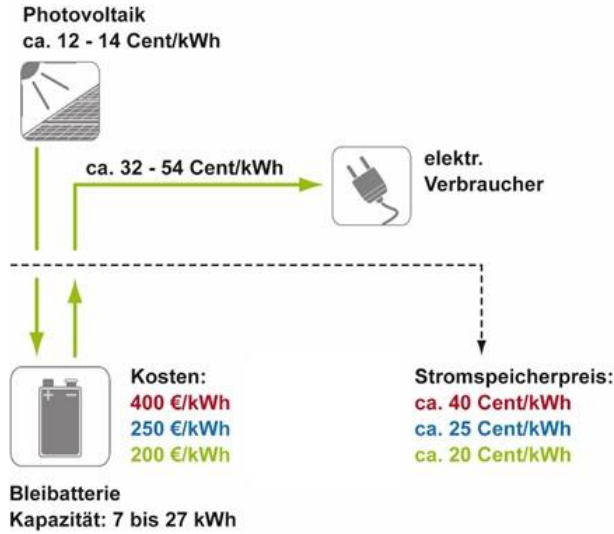 Photovoltaik
ca. 12 - 14 Cent/kWh
ca. 32 - 54 Cent/kWh
elektr.
Verbraucher
Kosten:
400 €/kWh
250 €/kWh
200 €/kWh
Stromspeicherpreis:
ca. 40 Cent/kWh
ca. 25 Cent/kWh
ca. 20 Cent/kWh
Bleibatterie
Kapazität: 7 bis 27 kWh